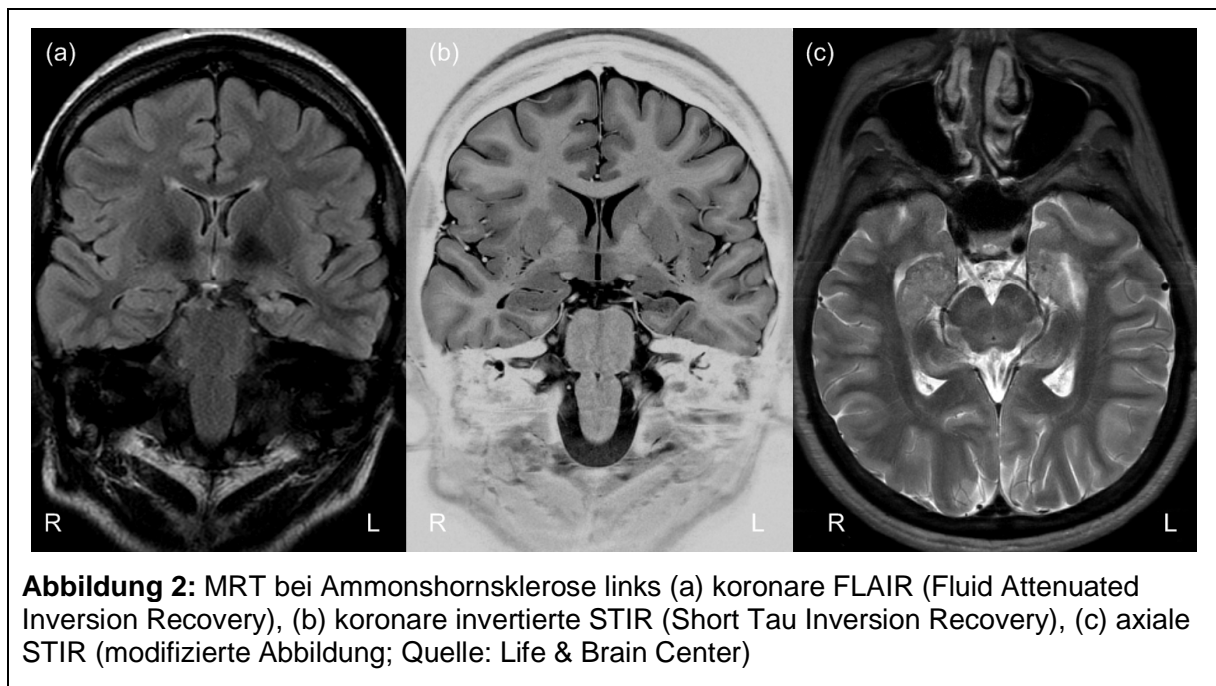 (a) (b) (c)
R L R L R L
Abbildung 2: MRT bei Ammonshornsklerose links (a) koronare FLAIR (Fluid Attenuated
Inversion Recovery), (b) koronare invertierte STIR (Short Tau Inversion Recovery), (c) axiale
STIR (modifizierte Abbildung; Quelle: Life & Brain Center)